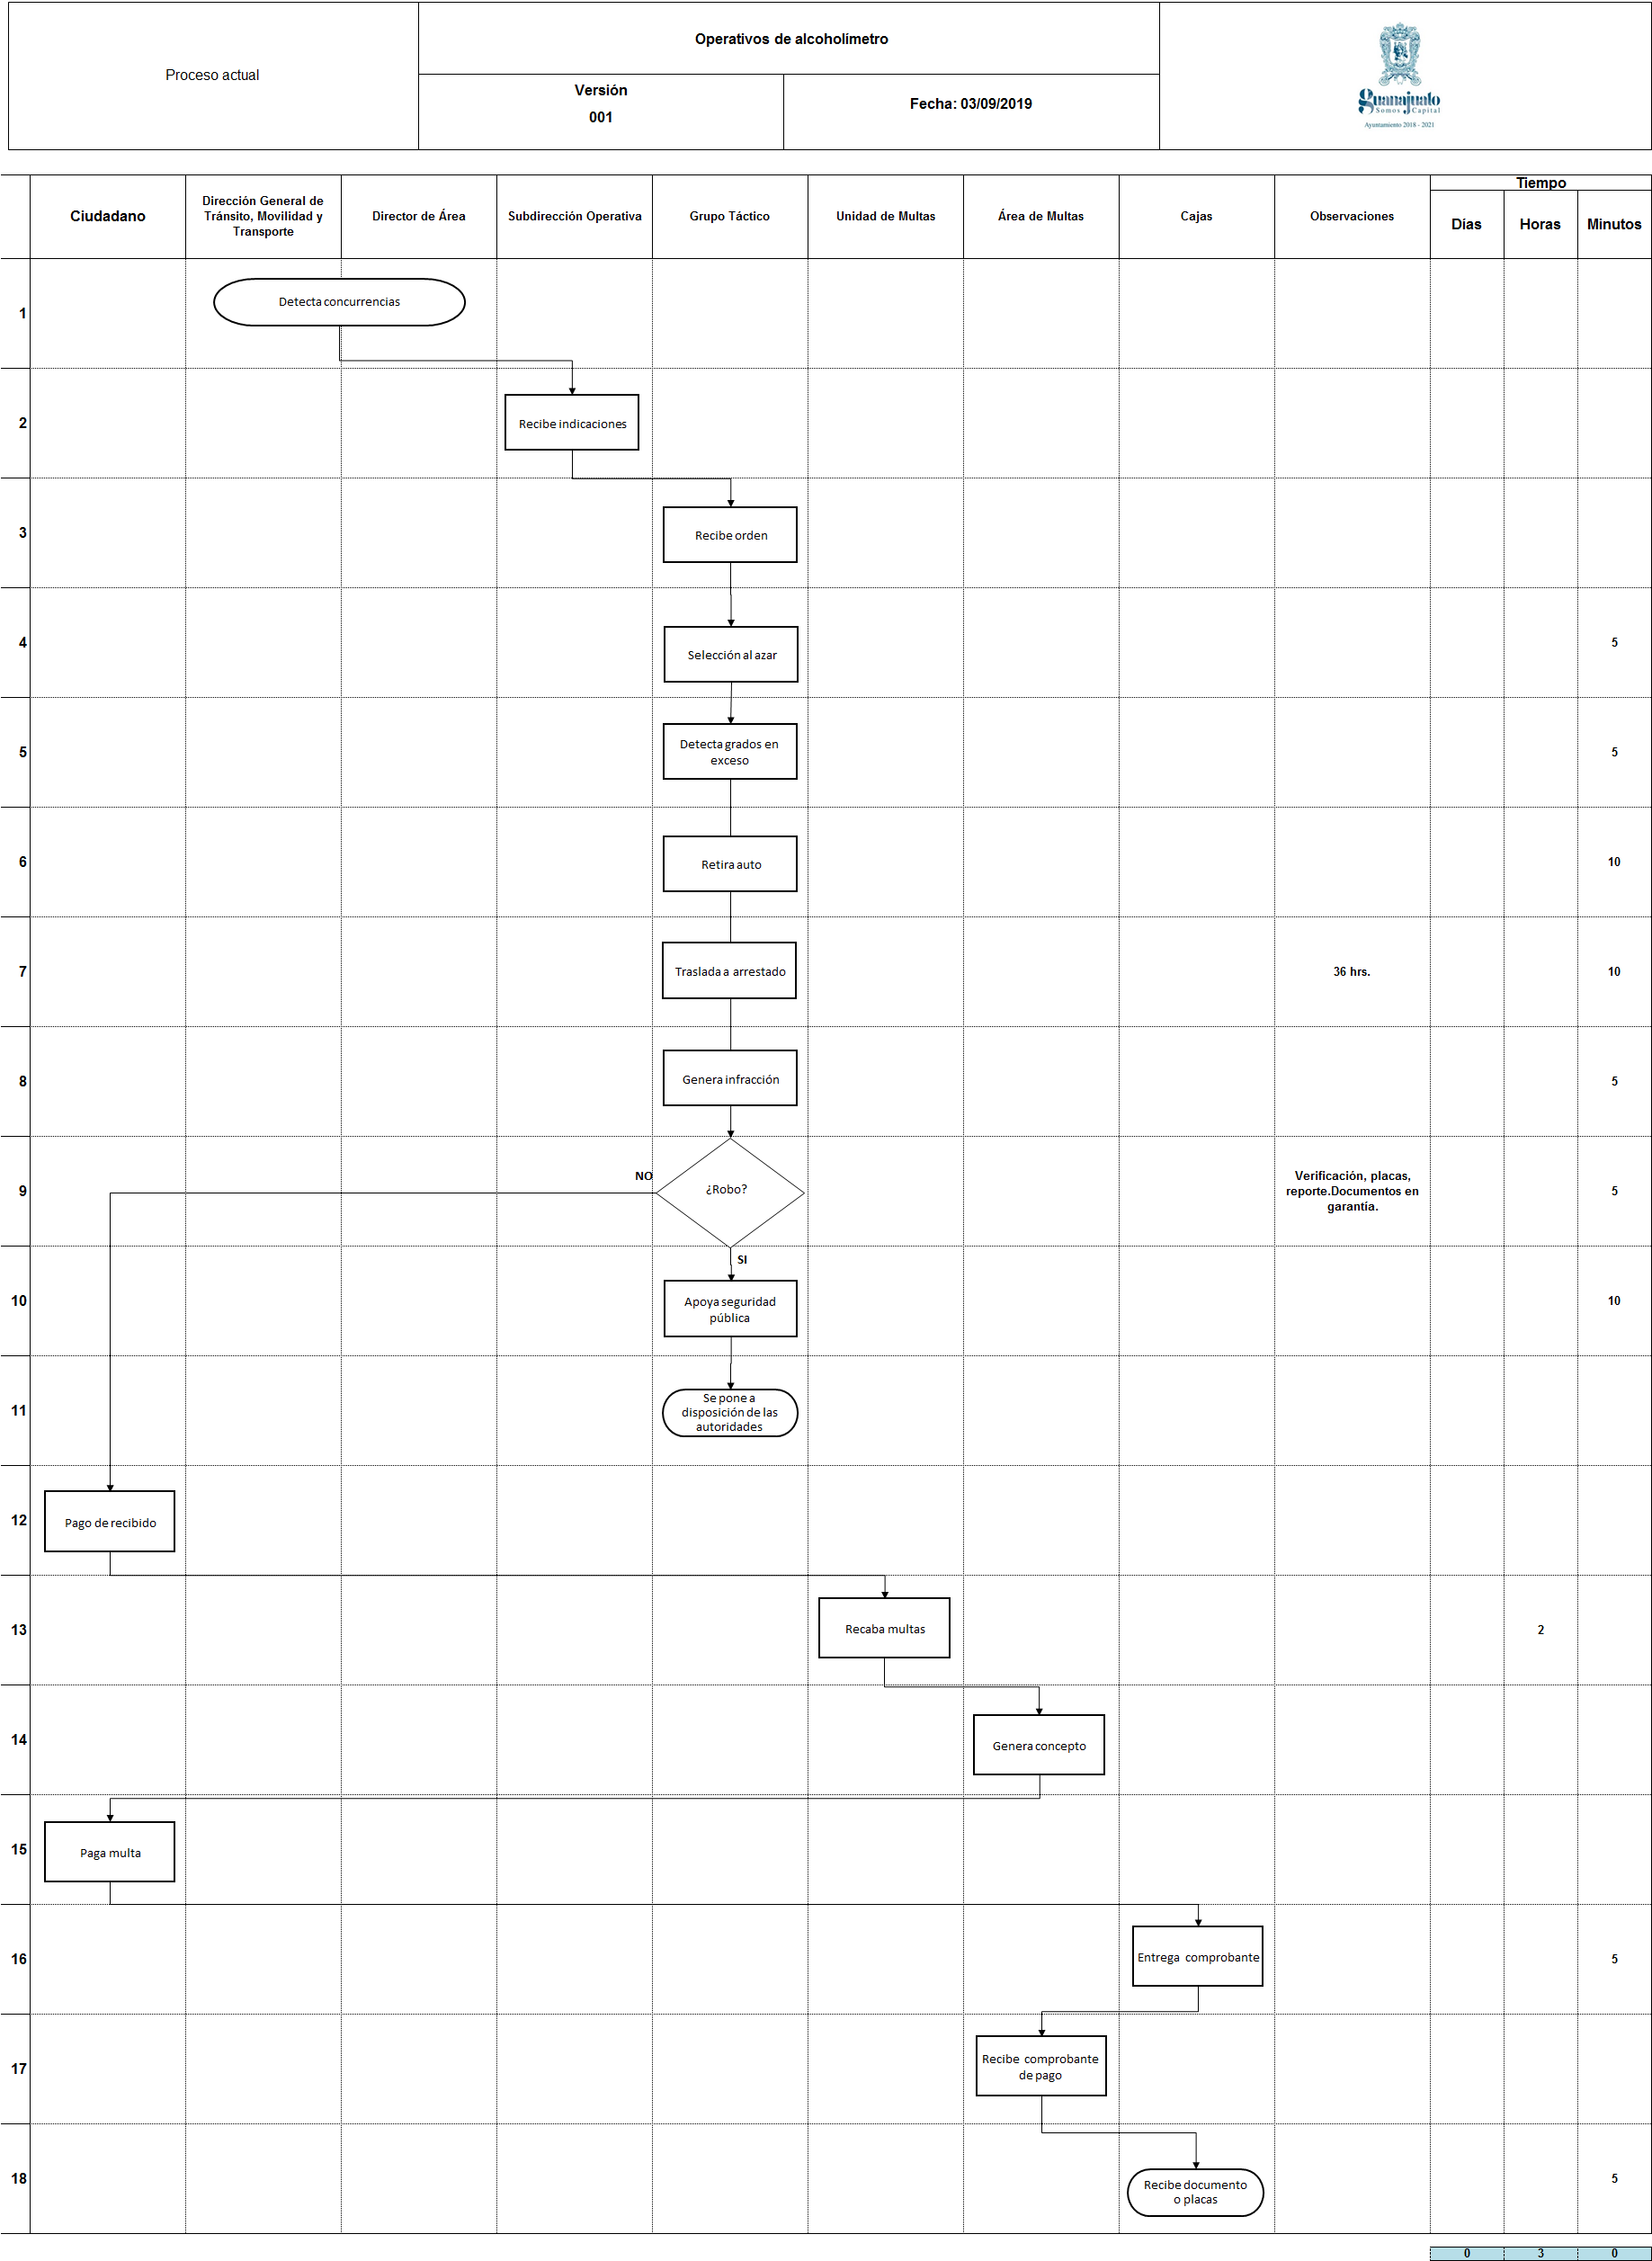 Proceso actual
Operativos de alcoholímetro
Versión
001
Fecha: 03/09/2019
guanajuato
Somos Capital
Ayuntamiento 2018 - 2021
Ciudadano
Dirección General de
Tránsito, Movilidad y
Transporte
Director de Área
Subdirección Operativa
Grupo Táctico
Unidad de Multas
Área de Multas
Cajas
Observaciones
Tiempo
Días
Horas
Minutos
1
Detecta concurrencias
2
Recibe indicaciones
3
Recibe orden
4
Selección al azar
5
5
Detecta grados en
exceso
5
6
Retira auto
10
7
Traslada a arrestado
36 hrs.
10
8
Genera infracción
5
9
NO
¿Robo?
Verificación, placas,
reporte.Documentos en
garantía.
5
SI
10
Apoya seguridad
pública
10
11
Se pone a
disposición de las
autoridades
12
Pago de recibido
13
Recaba multas
2
14
Genera concepto
15
Paga multa
16
Entrega comprobante
5
17
Recibe comprobante
de pago
18
Recibe documento
o placas
5
0
3
0